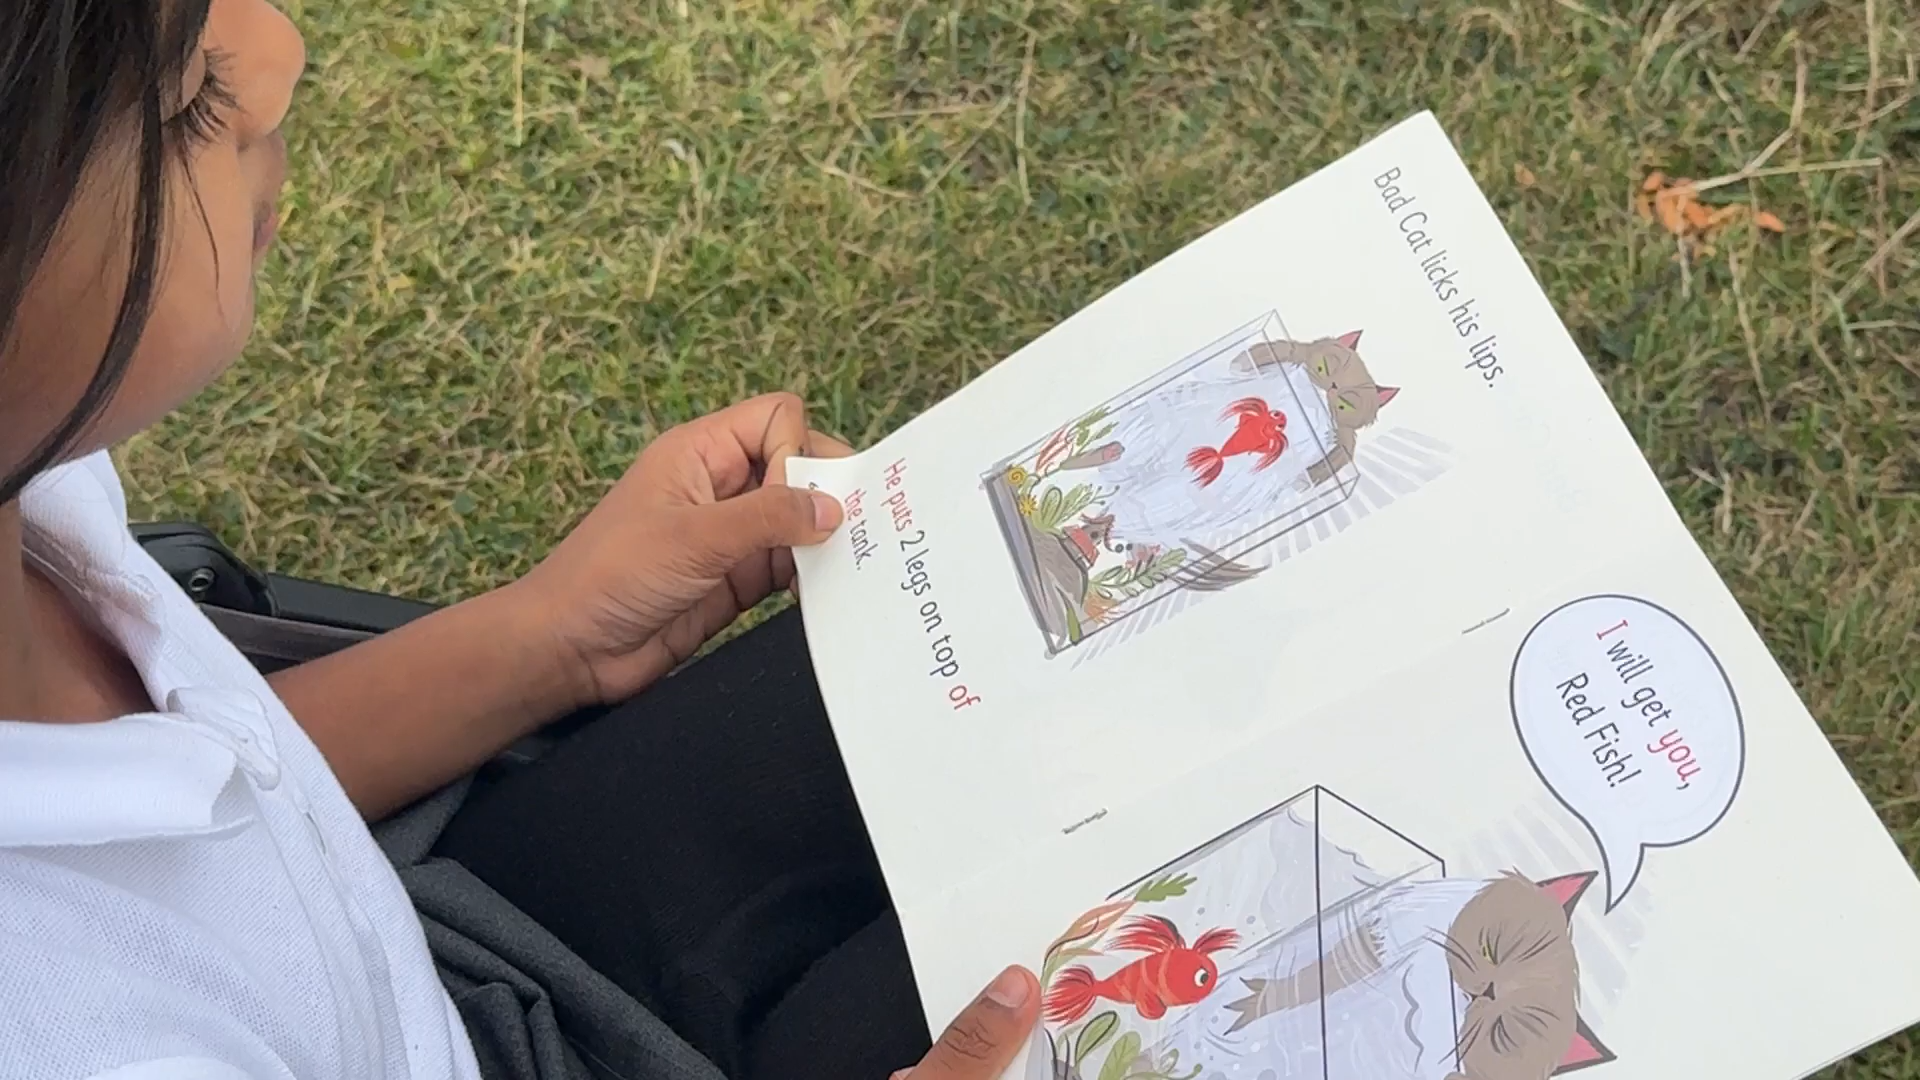 Bad Cat licks his lips.
He puts 2 legs on top of
the tank.
I will get you,
Red Fish!